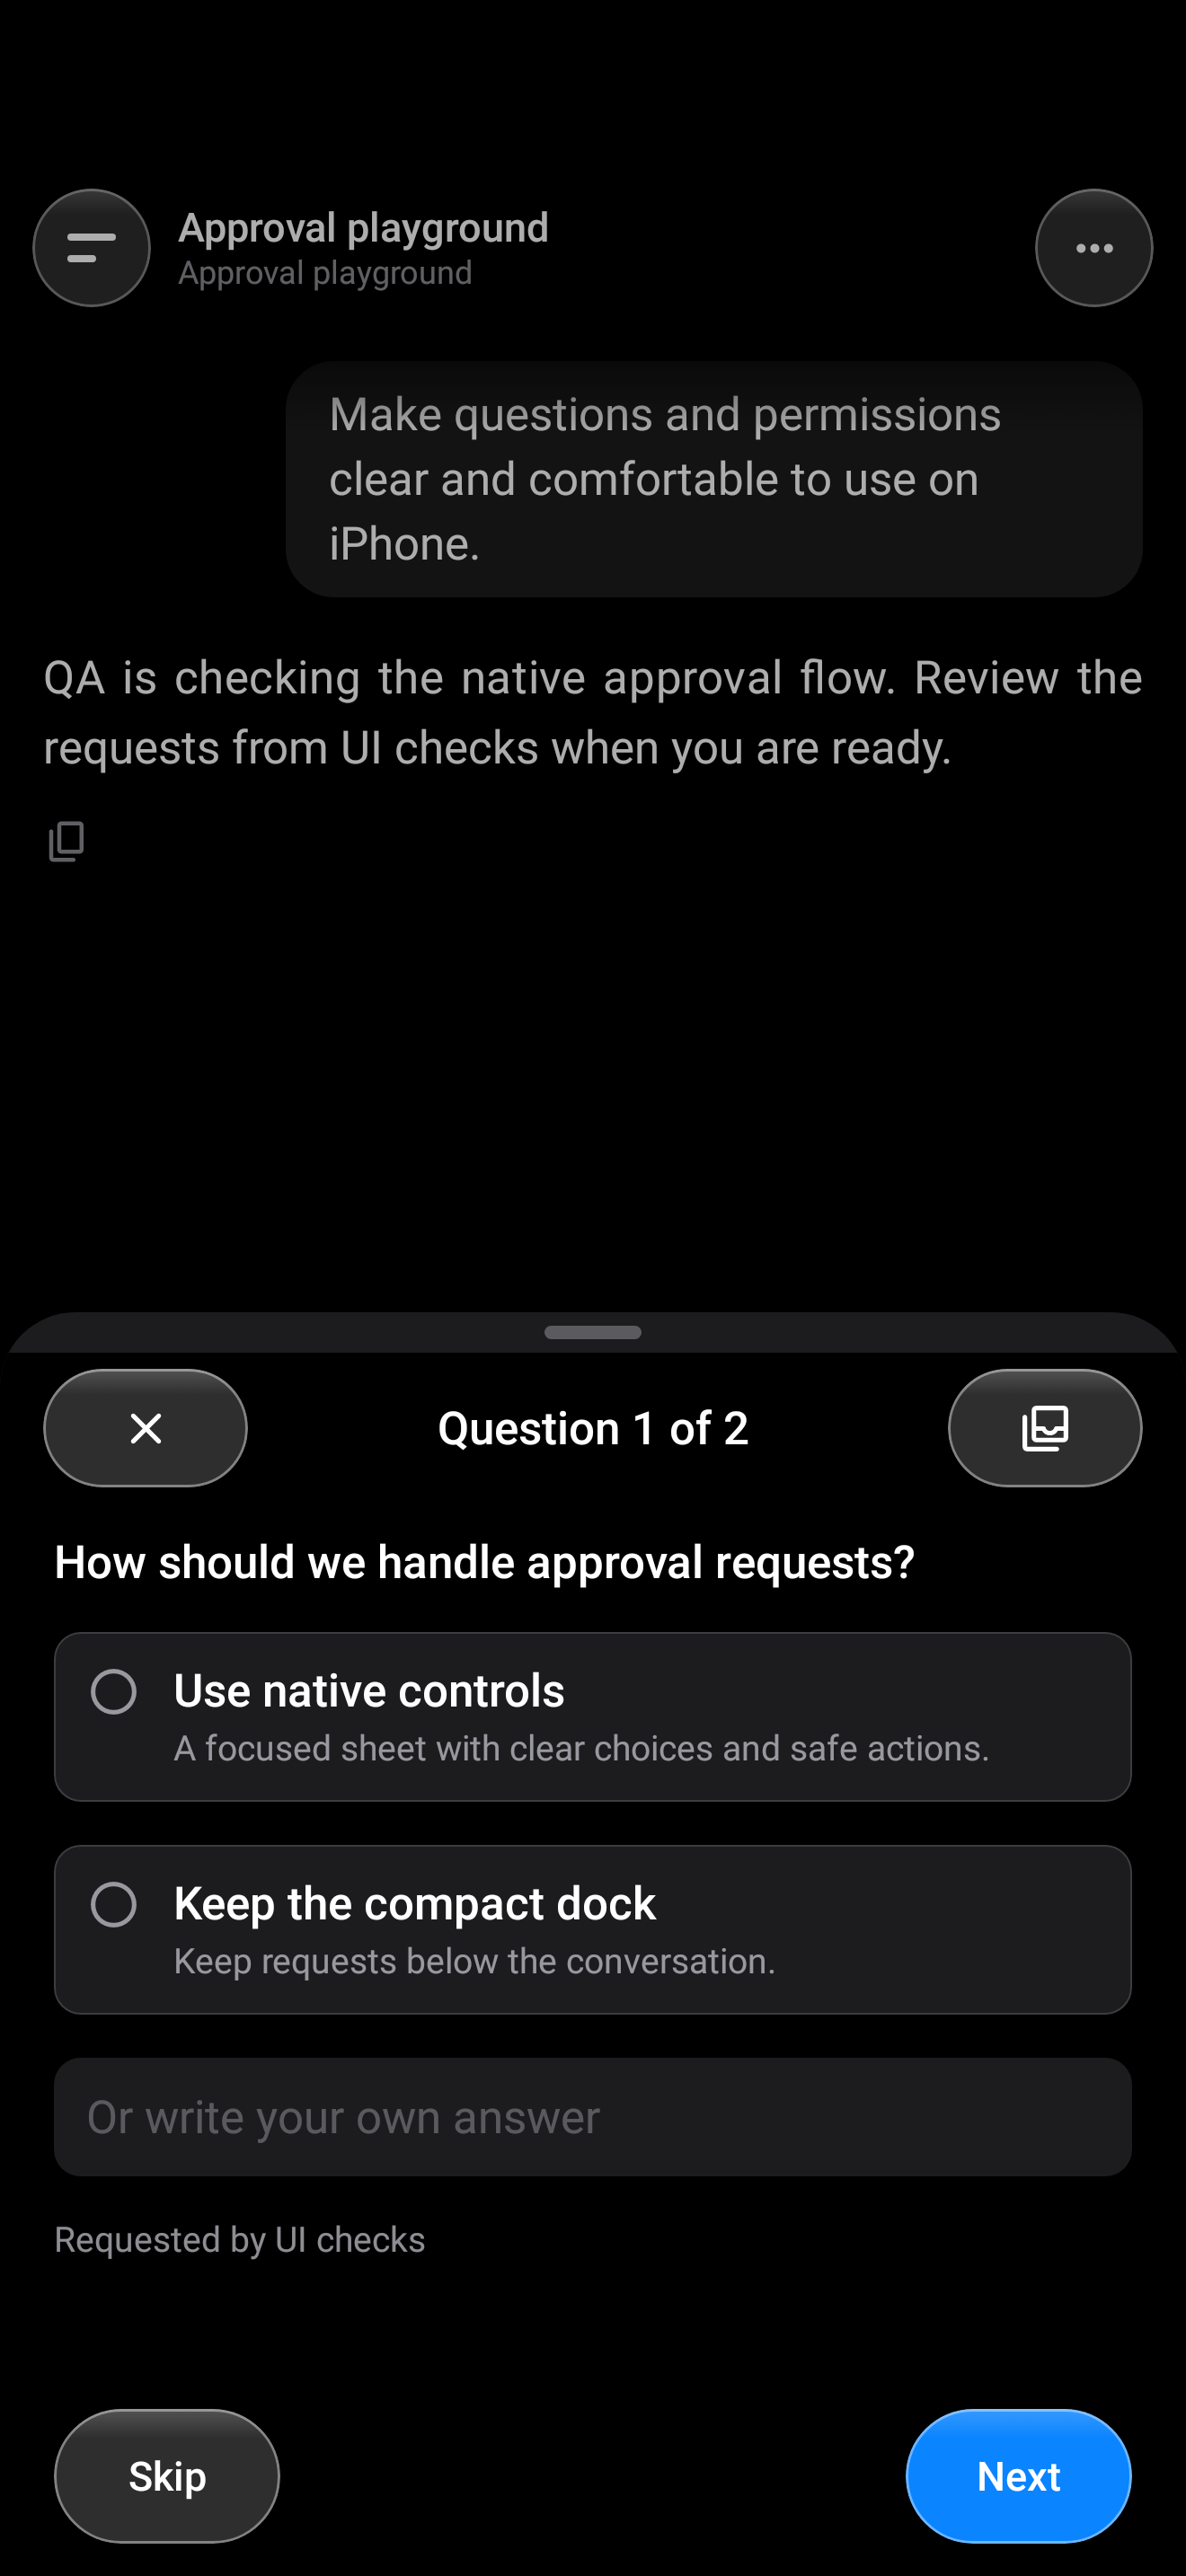 Approval playground
Approval playground
Make questions and permissions
clear and comfortable to use on
iPhone.
QA is checking the native approval flow. Review the
requests from UI checks when you are ready.
Question 1 of 2
How should we handle approval requests?
Use native controls
A focused sheet with clear choices and safe actions.
Keep the compact dock
Keep requests below the conversation.
Or write your own answer
Requested by UI checks
Skip
Next